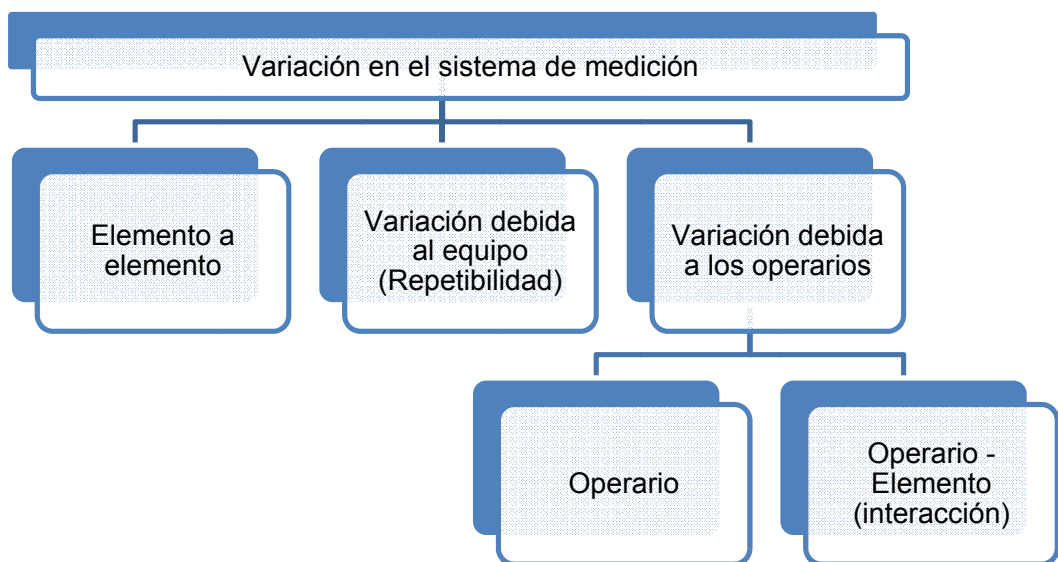 Variación en el sistema de medición
Elemento a
elemento
Variación debida
al equipo
(Repetibilidad)
Variación debida
a los operarios
Operario
Operario -
Elemento
(interacción)